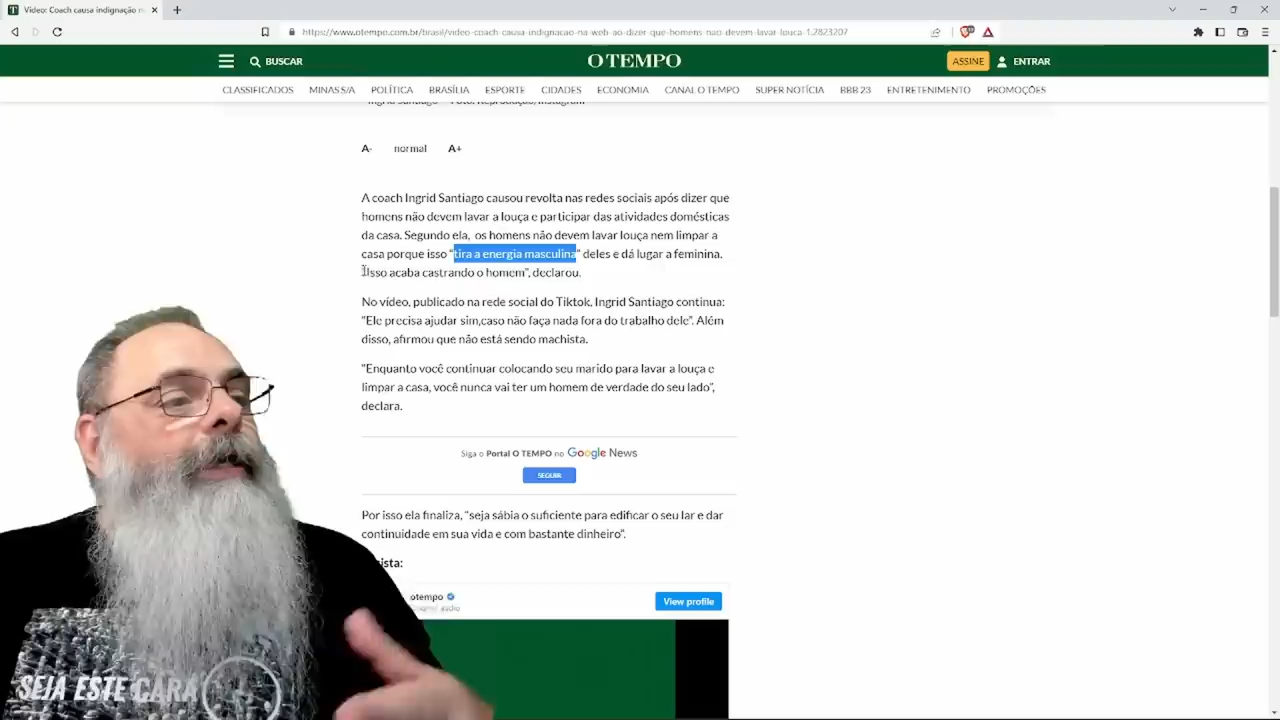 Vídeo: Coach causa indignação n
https://www.otempo.com.br/brasil/video-coach-causa-indignacao-na-web-ao-dizer-que-homens-nao-devem-lavar-louca-1.2823207
BUSCAR
O TEMPO
ASSINE
ENTRAR
CLASSIFICADOS MINAS S/A POLÍTICA BRASÍLIA ESPORTE CIDADES ECONOMIA CANAL O TEMPO SUPER NOTÍCIA BBB 23 ENTRETENIMENTO PROMOÇÕES
Ingrid Santiago - Foto: Reprodução, Instagram
A- normal A+
A coach Ingrid Santiago causou revolta nas redes sociais após dizer que
homens não devem lavar a louça e participar das atividades domésticas
da casa. Segundo ela, os homens não devem lavar louça nem limpar a
casa porque isso “tira a energia masculina” deles e dá lugar a feminina.
“Isso acaba castrando o homem”, declarou.
No vídeo, publicado na rede social do Tiktok, Ingrid Santiago continua:
“Ele precisa ajudar sim,caso não faça nada fora do trabalho dele”. Além
disso, afirmou que não está sendo machista.
“Enquanto você continuar colocando seu marido para lavar a louça e
limpar a casa, você nunca vai ter um homem de verdade do seu lado”,
declara.
Siga o Portal O TEMPO no Google News
SEGUIR
Por isso ela finaliza, “seja sábia o suficiente para edificar o seu lar e dar
continuidade em sua vida e com bastante dinheiro“.
ista:
otempo
View profile
SEJA ESTE CARA